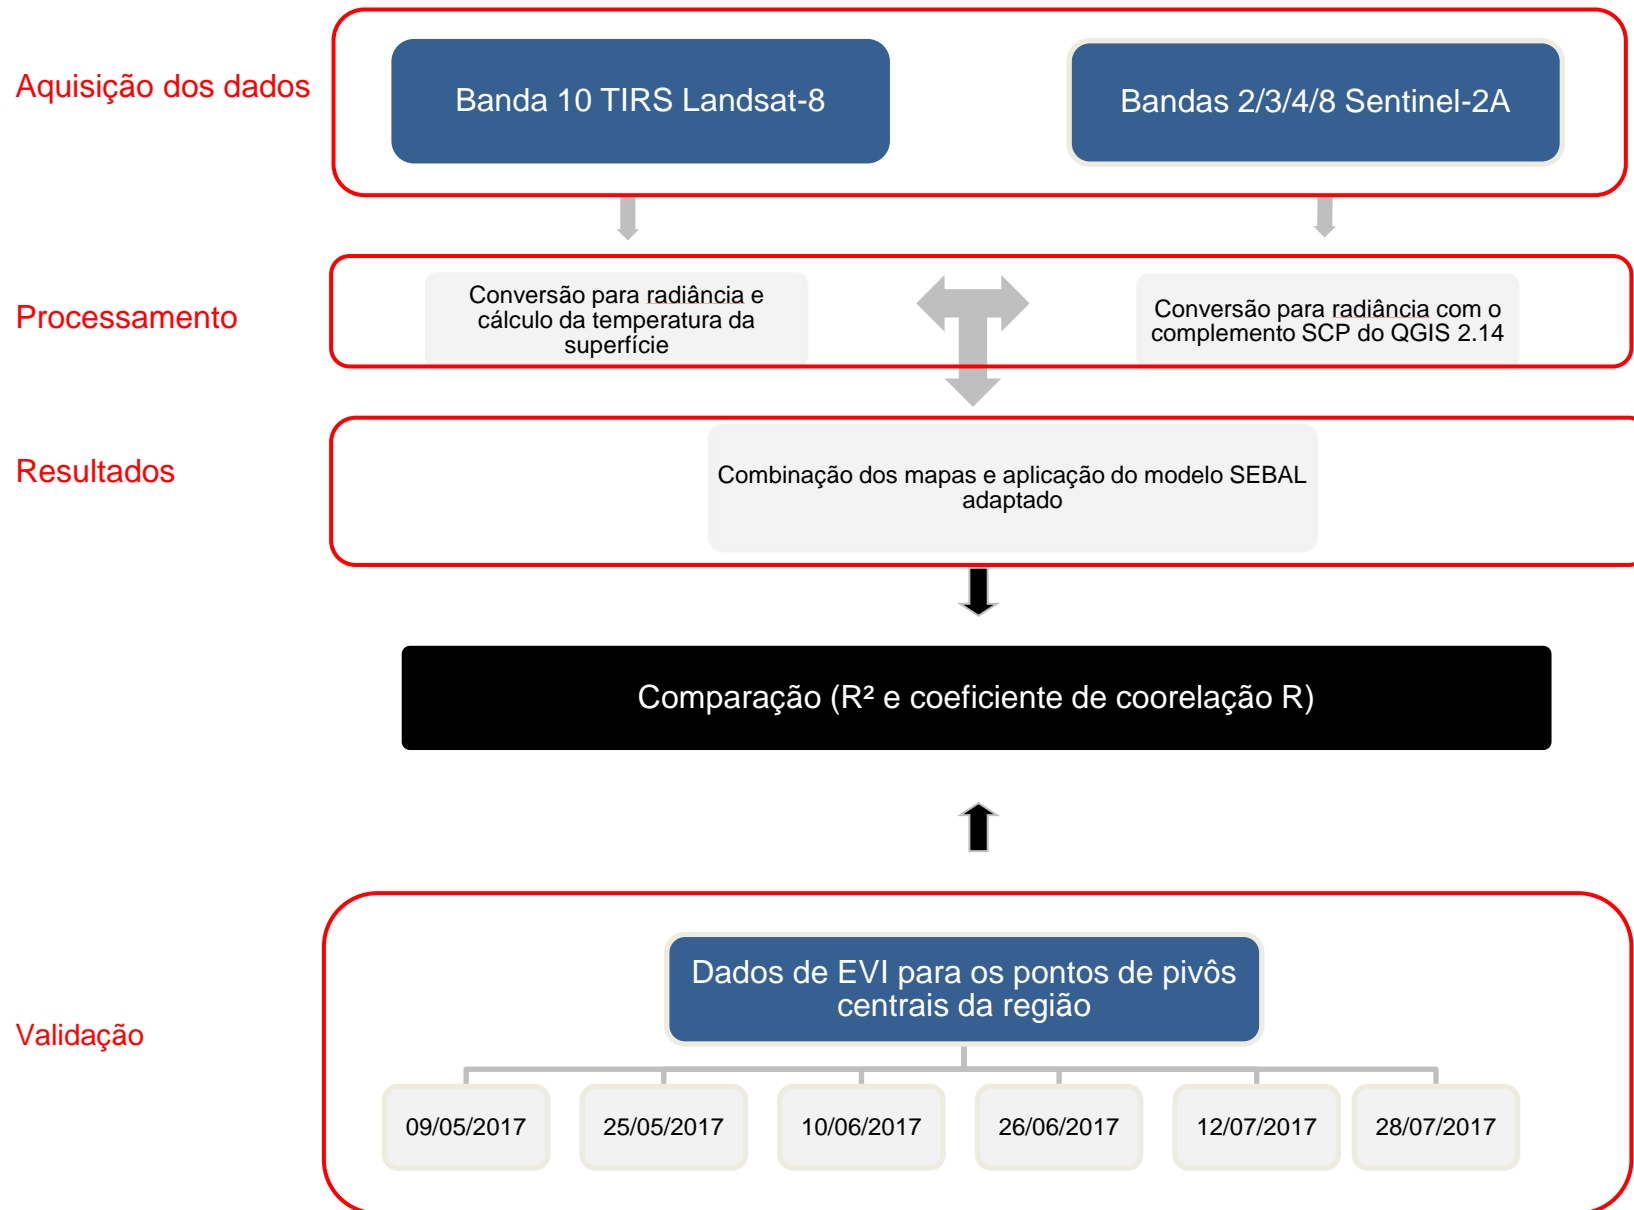 Aquisição dos dados
Banda 10 TIRS Landsat-8
Bandas 2/3/4/8 Sentinel-2A
Processamento
Conversão para radiância e
cálculo da temperatura da
superfície
Conversão para radiância com o
complemento SCP do QGIS 2.14
Resultados
Combinação dos mapas e aplicação do modelo SEBAL
adaptado
Comparação (R² e coeficiente de coorelação R)
Validação
Dados de EVI para os pontos de pivôs
centrais da região
09/05/2017
25/05/2017
10/06/2017
26/06/2017
12/07/2017
28/07/2017